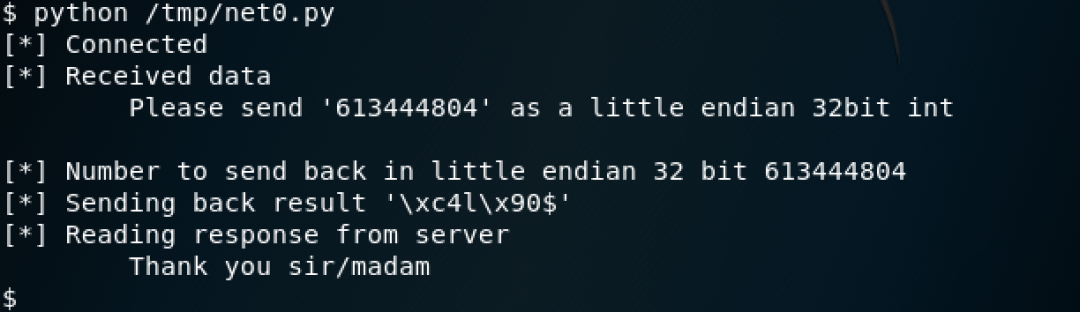 $ python /tmp/net0.py
[*] Connected
[*] Received data
Please send '613444804' as a little endian 32bit int
[*] Number to send back in little endian 32 bit 613444804
[*] Sending back result '\xc4l\x90$'
[*] Reading response from server
Thank you sir/madam
$